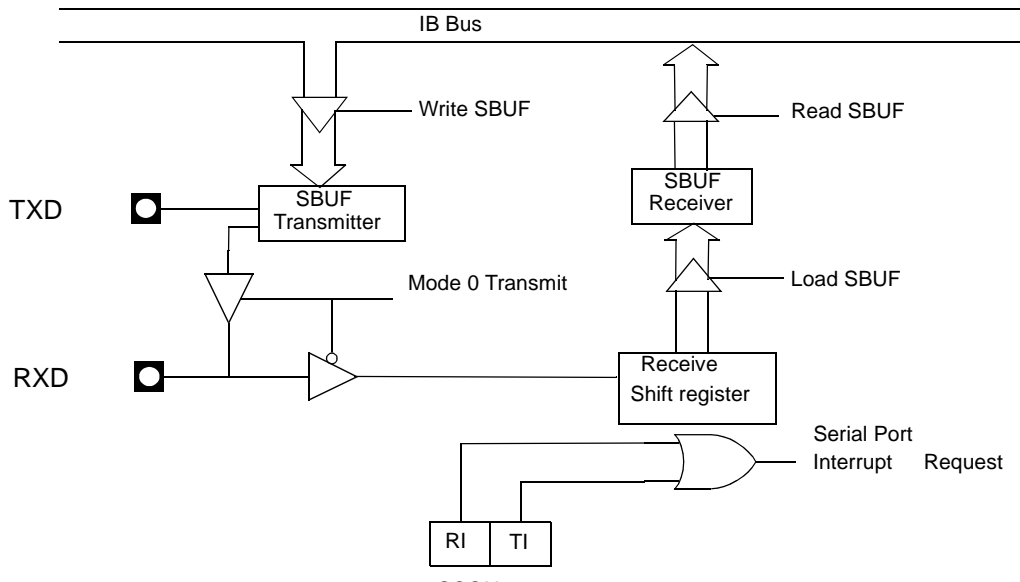 IB Bus
Write SBUF
Read SBUF
SBUF
Transmitter
SBUF
Receiver
TXD
Load SBUF
Mode 0 Transmit
RXD
Receive
Shift register
Serial Port
Interrupt Request
RI TI